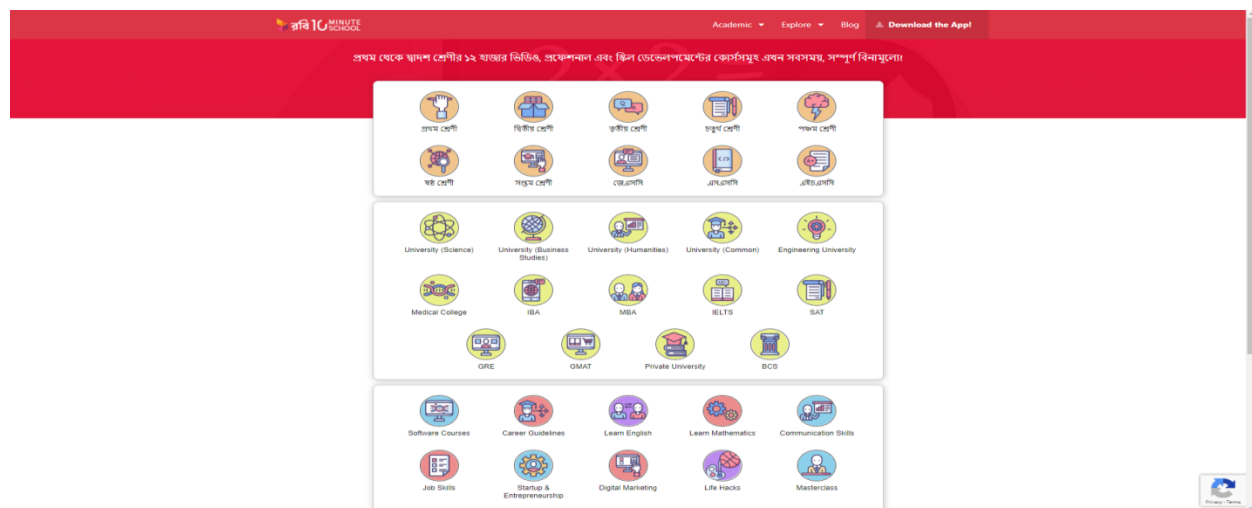 রবি 10 MINUTE SCHOOL
Academic Explore Blog Download the App!
প্রথম থেকে দ্বাদশ শ্রেণীর ১২ হাজার ভিডিও, প্রফেশনাল এবং স্কিল ডেভেলপমেন্টের কোর্সসমূহ এখন সবসময়, সম্পূর্ণ বিনামূল্যে!
প্রথম শ্রেণী দ্বিতীয় শ্রেণী তৃতীয় শ্রেণী চতুর্থ শ্রেণী পঞ্চম শ্রেণী
ষষ্ঠ শ্রেণী সপ্তম শ্রেণী জেএসসি এসএসসি এইচএসসি
University (Science) University (Business Studies) University (Humanities) University (Common) Engineering University
Medical College IBA MBA IELTS SAT
GRE GMAT Private University BCS
Software Courses Career Guidelines Learn English Learn Mathematics Communication Skills
Job Skills Startup & Entrepreneurship Digital Marketing Life Hacks Masterclass
Privacy - Terms